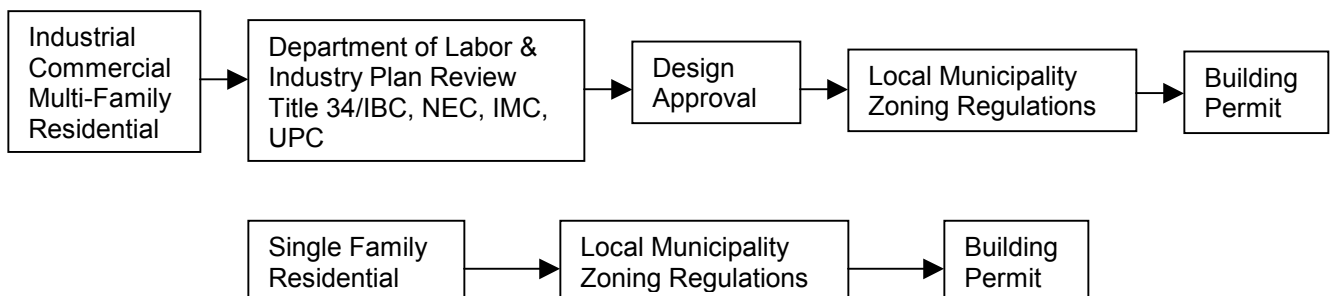 Industrial
Commercial
Multi-Family
Residential
Department of Labor &
Industry Plan Review
Title 34/IBC, NEC, IMC,
UPC
Design
Approval
Local Municipality
Zoning Regulations
Building
Permit
Single Family
Residential
Local Municipality
Zoning Regulations
Building
Permit